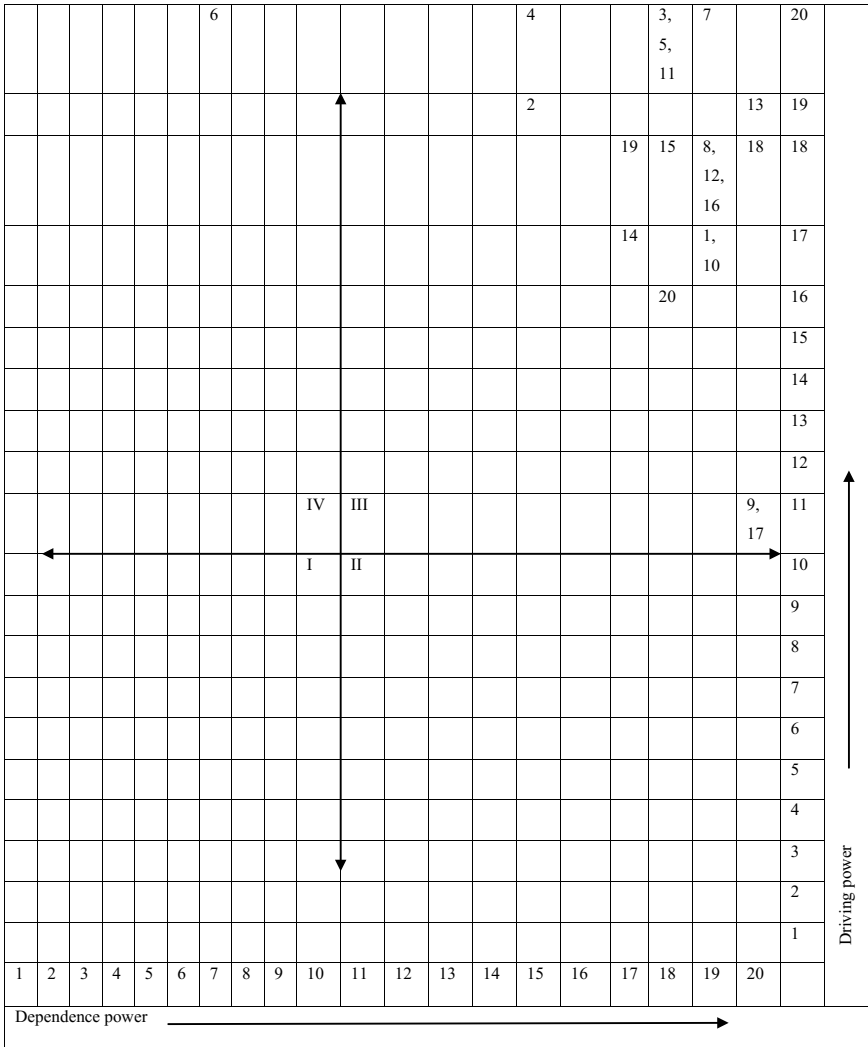 6 4 3, 7 20
5,
11
2 13 19
19 15 8, 18 18
12,
16
14 1, 17
10
20 16
15
14
13
12
IV III 9, 11
17
I II 10
9
8
7
6
5
4
3
2
1
1 2 3 4 5 6 7 8 9 10 11 12 13 14 15 16 17 18 19 20
Dependence power
Driving power